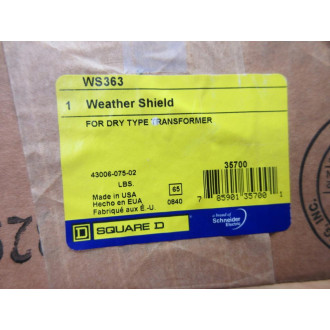 WS363
1 Weather Shield
FOR DRY TYPE TRANSFORMER
43006-075-02
35700
LBS.
Made in USA
65
Hecho en EUA
0840
Fabriqué aux É.-U.
7 85901 35700 1
SQUARE D
a brand of
Schneider
Electric
INC.